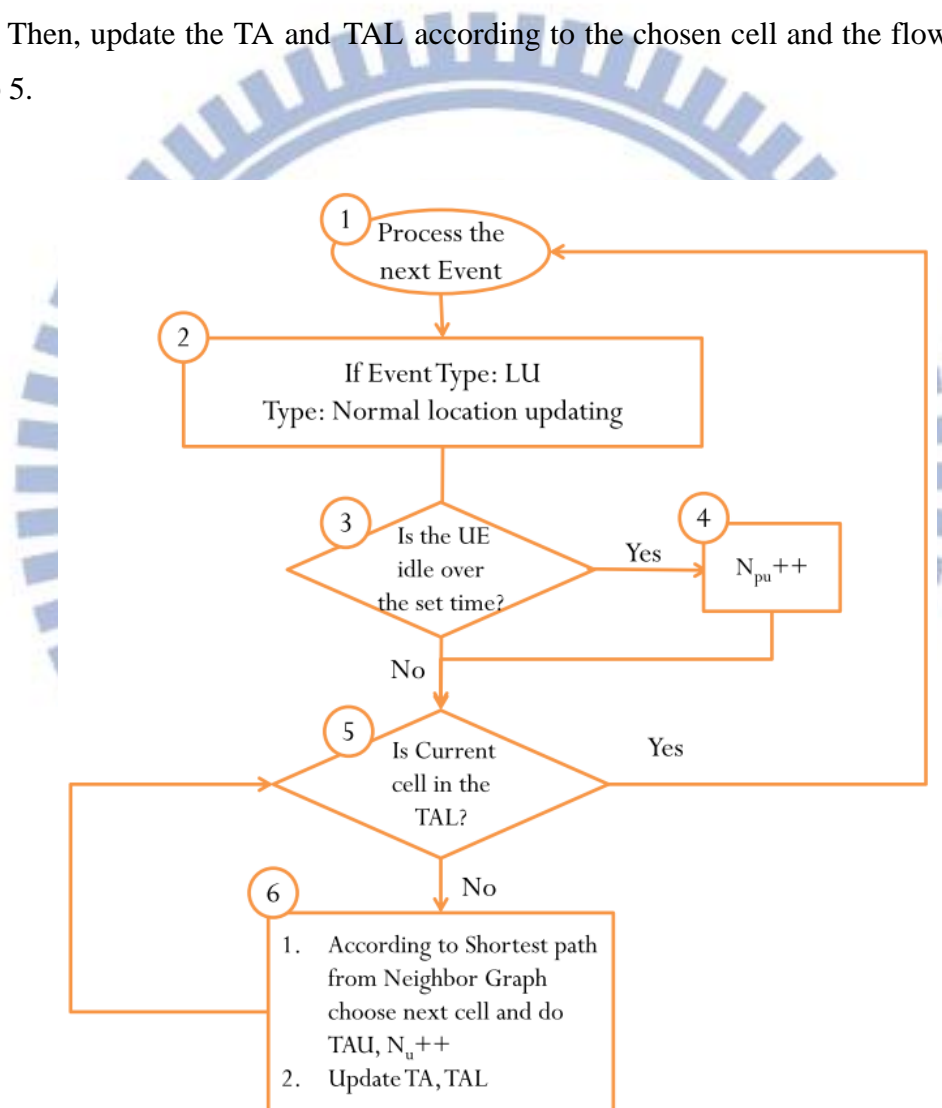 Then, update the TA and TAL according to the chosen cell and the flow
5.
1
Process the
next Event
2
If Event Type: LU
Type: Normal location updating
3
Is the UE
idle over
the set time?
Yes
4
Npu++
No
5
Is Current
cell in the
TAL?
Yes
No
6
1. According to Shortest path
from Neighbor Graph
choose next cell and do
TAU, Nu++
2. Update TA, TAL